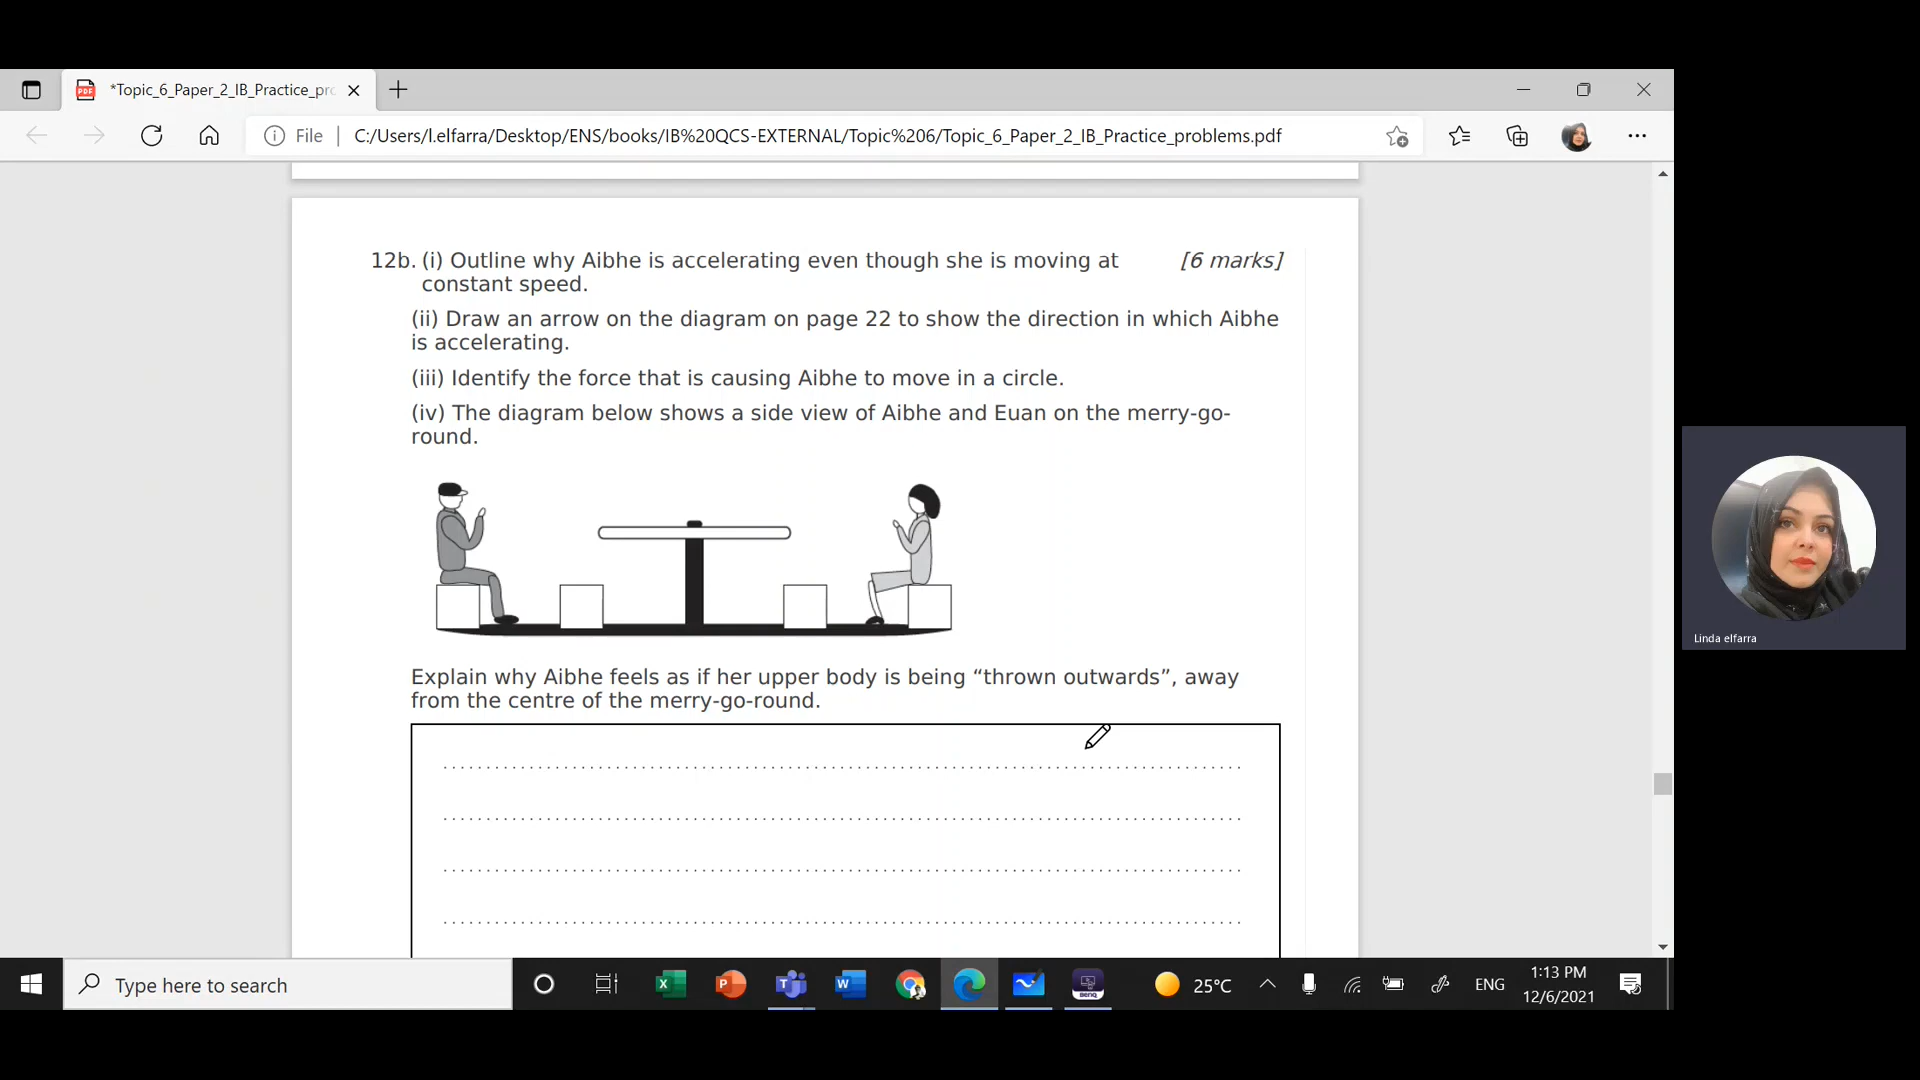 *Topic_6_Paper_2_IB_Practice_pro
File
C:/Users/l.elfarra/Desktop/ENS/books/IB%20QCS-EXTERNAL/Topic%206/Topic_6_Paper_2_IB_Practice_problems.pdf
12b. (i) Outline why Aibhe is accelerating even though she is moving at [6 marks]
constant speed.
(ii) Draw an arrow on the diagram on page 22 to show the direction in which Aibhe
is accelerating.
(iii) Identify the force that is causing Aibhe to move in a circle.
(iv) The diagram below shows a side view of Aibhe and Euan on the merry-go-
round.
Explain why Aibhe feels as if her upper body is being “thrown outwards”, away
from the centre of the merry-go-round.
Linda elfarra
Type here to search
25°C
ENG
1:13 PM
12/6/2021